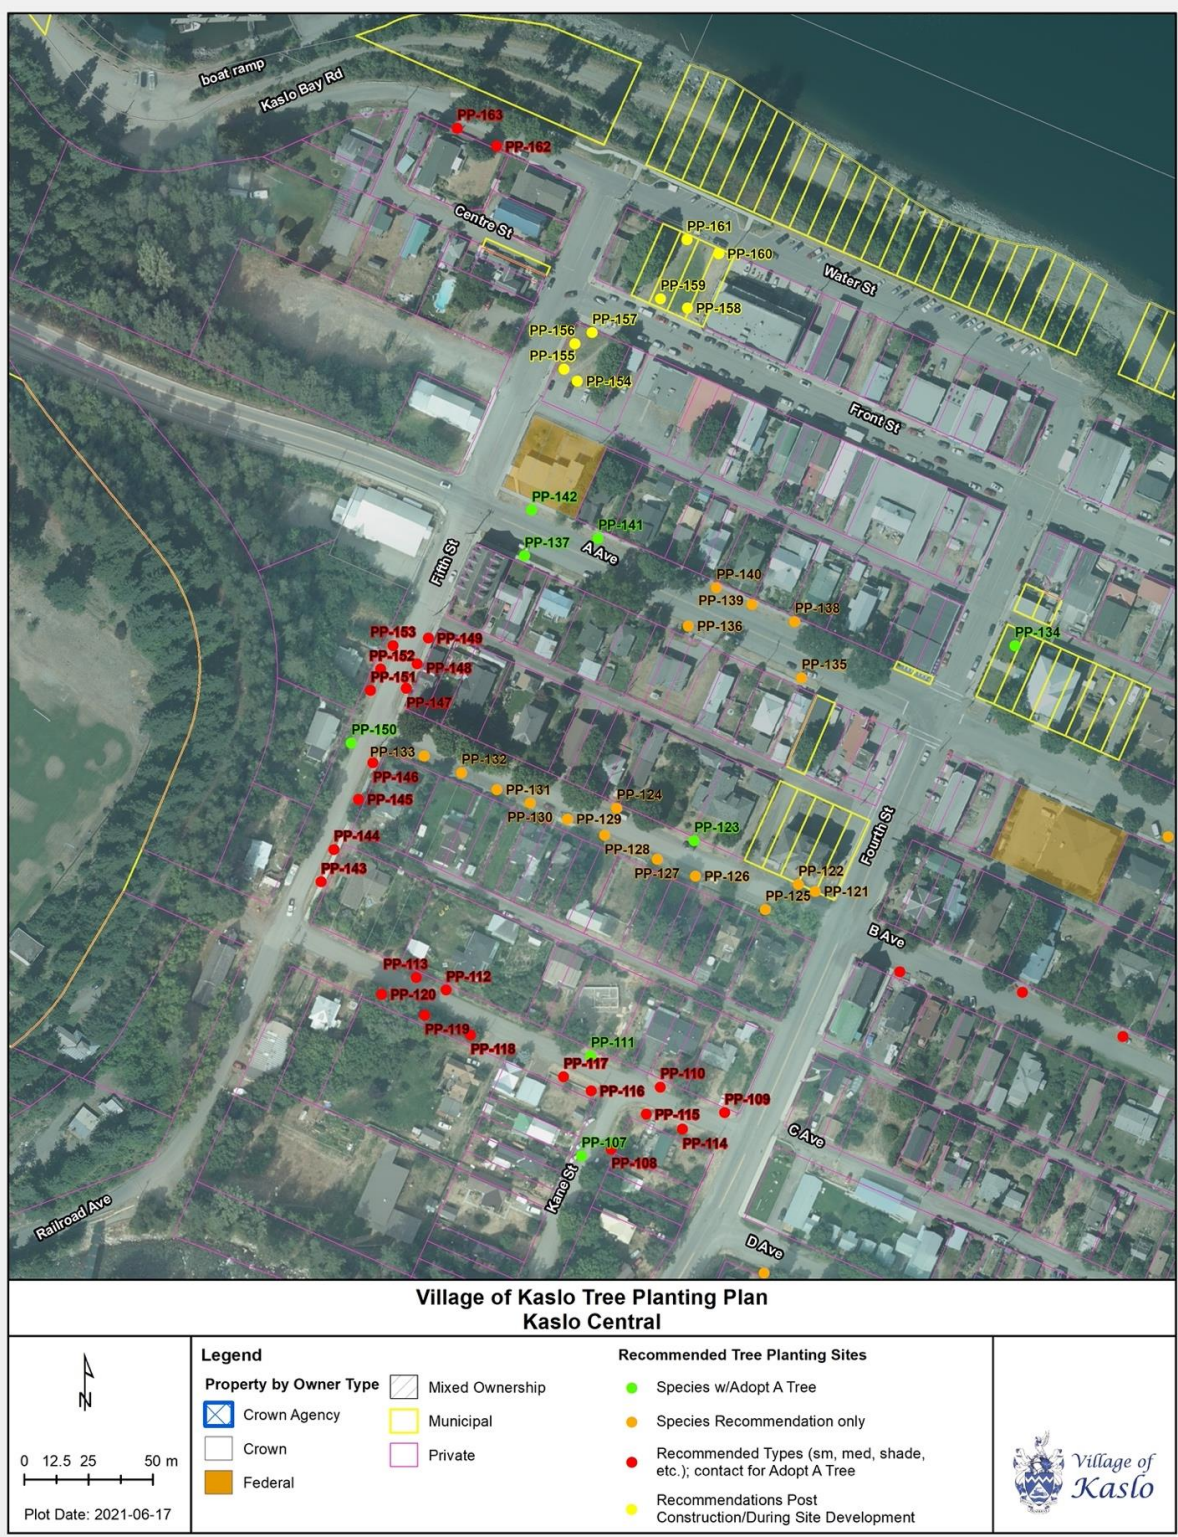 boat ramp
Kaslo Bay Rd
PP-163
PP-162
Centre St
PP-161
PP-160
Water St
PP-159
PP-158
PP-157
PP-156
PP-155
PP-154
Front St
PP-142
PP-141
PP-137
A Ave
Fifth St
PP-140
PP-139
PP-138
PP-136
PP-153
PP-149
PP-134
PP-152
PP-148
PP-135
PP-151
PP-147
PP-150
PP-133
PP-132
PP-146
PP-131
PP-145
PP-124
PP-130
PP-129
PP-123
Fourth St
PP-144
PP-128
PP-143
PP-127
PP-126
PP-122
PP-121
PP-125
B Ave
PP-113
PP-112
PP-120
PP-119
PP-118
PP-111
PP-117
PP-110
PP-116
PP-109
PP-115
PP-114
C Ave
PP-107
PP-108
Kane St
Railroad Ave
D Ave
Village of Kaslo Tree Planting Plan
Kaslo Central
N
0 12.5 25 50 m
Plot Date: 2021-06-17
Legend
Property by Owner Type
Crown Agency
Crown
Federal
Mixed Ownership
Municipal
Private
Recommended Tree Planting Sites
Species w/Adopt A Tree
Species Recommendation only
Recommended Types (sm, med, shade,
etc.); contact for Adopt A Tree
Recommendations Post
Construction/During Site Development
Village of
Kaslo